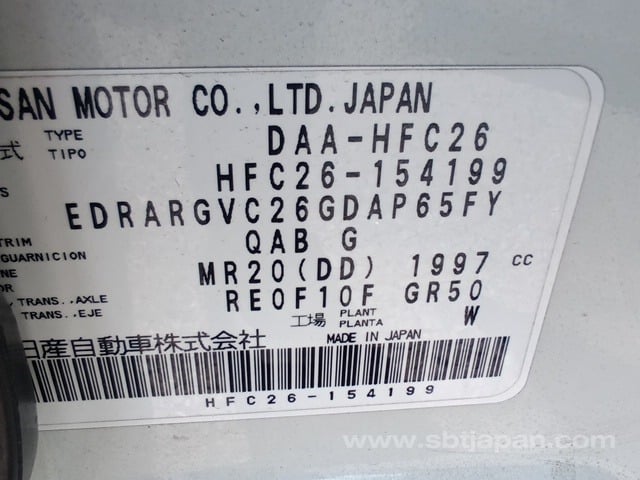 SAN MOTOR CO.,LTD.JAPAN
式 TYPE TIPO DAA-HFC26
HFC26-154199
EDRARGVC26GDAP65FY
TRIM GUARNICION QAB G
MR20(DD) 1997 CC
TRANS.,AXLE TRANS.,EJE RE0F10F GR50
工場 PLANT PLANTA W
日産自動車株式会社 MADE IN JAPAN
HFC26-154199
www.sbtjapan.com